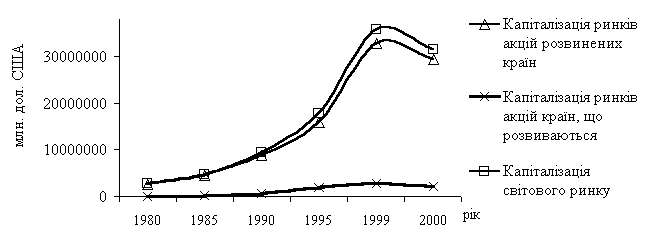 млн. дол. США
30000000
20000000
10000000
0
1980 1985 1990 1995 1999 2000
рік
Капіталізація ринків
акцій розвинених
країн
Капіталізація ринків
акцій країн, що
розвиваються
Капіталізація
світового ринку